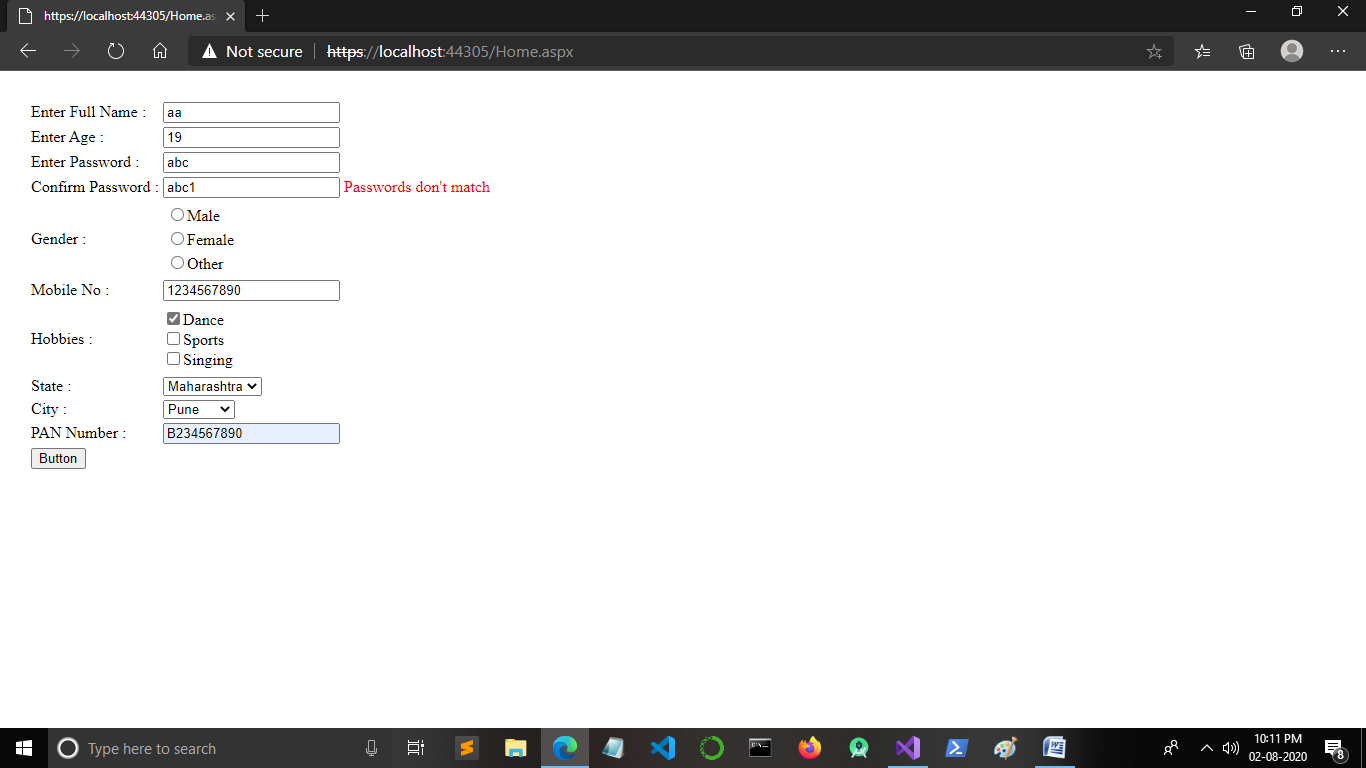 https://localhost:44305/Home.as
Not secure https://localhost:44305/Home.aspx
Enter Full Name : aa
Enter Age : 19
Enter Password : abc
Confirm Password : abc1 Passwords don't match
Male
Gender : Female
Other
Mobile No : 1234567890
Dance
Hobbies : Sports
Singing
State : Maharashtra
City : Pune
PAN Number : B234567890
Button
Type here to search
10:11 PM
02-08-2020
8